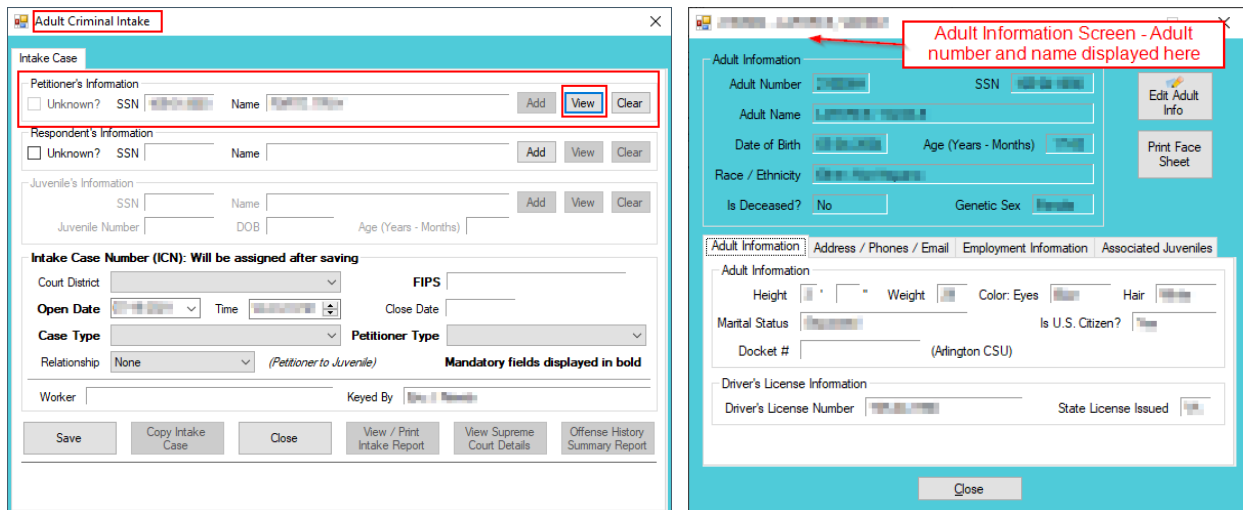 Adult Criminal Intake
Intake Case
Petitioner's Information
Unknown? SSN Name Add View Clear
Respondent's Information
Unknown? SSN Name Add View Clear
Juvenile's Information
SSN Name Add View Clear
Juvenile Number DOB Age (Years - Months)
Intake Case Number (ICN): Will be assigned after saving
Court District FIPS
Open Date Time Close Date
Case Type Petitioner Type
Relationship None (Petitioner to Juvenile) Mandatory fields displayed in bold
Worker Keyed By
Save Copy Intake Case Close View / Print Intake Report View Supreme Court Details Offense History Summary Report
Adult Information Screen - Adult
number and name displayed here
Adult Information
Adult Number SSN
Edit Adult
Info
Adult Name
Date of Birth Age (Years - Months)
Print Face
Sheet
Race / Ethnicity
Is Deceased? No Genetic Sex
Adult Information Address / Phones / Email Employment Information Associated Juveniles
Adult Information
Height ' " Weight Color: Eyes Hair
Marital Status Is U.S. Citizen?
Docket # (Arlington CSU)
Driver's License Information
Driver's License Number State License Issued
Close